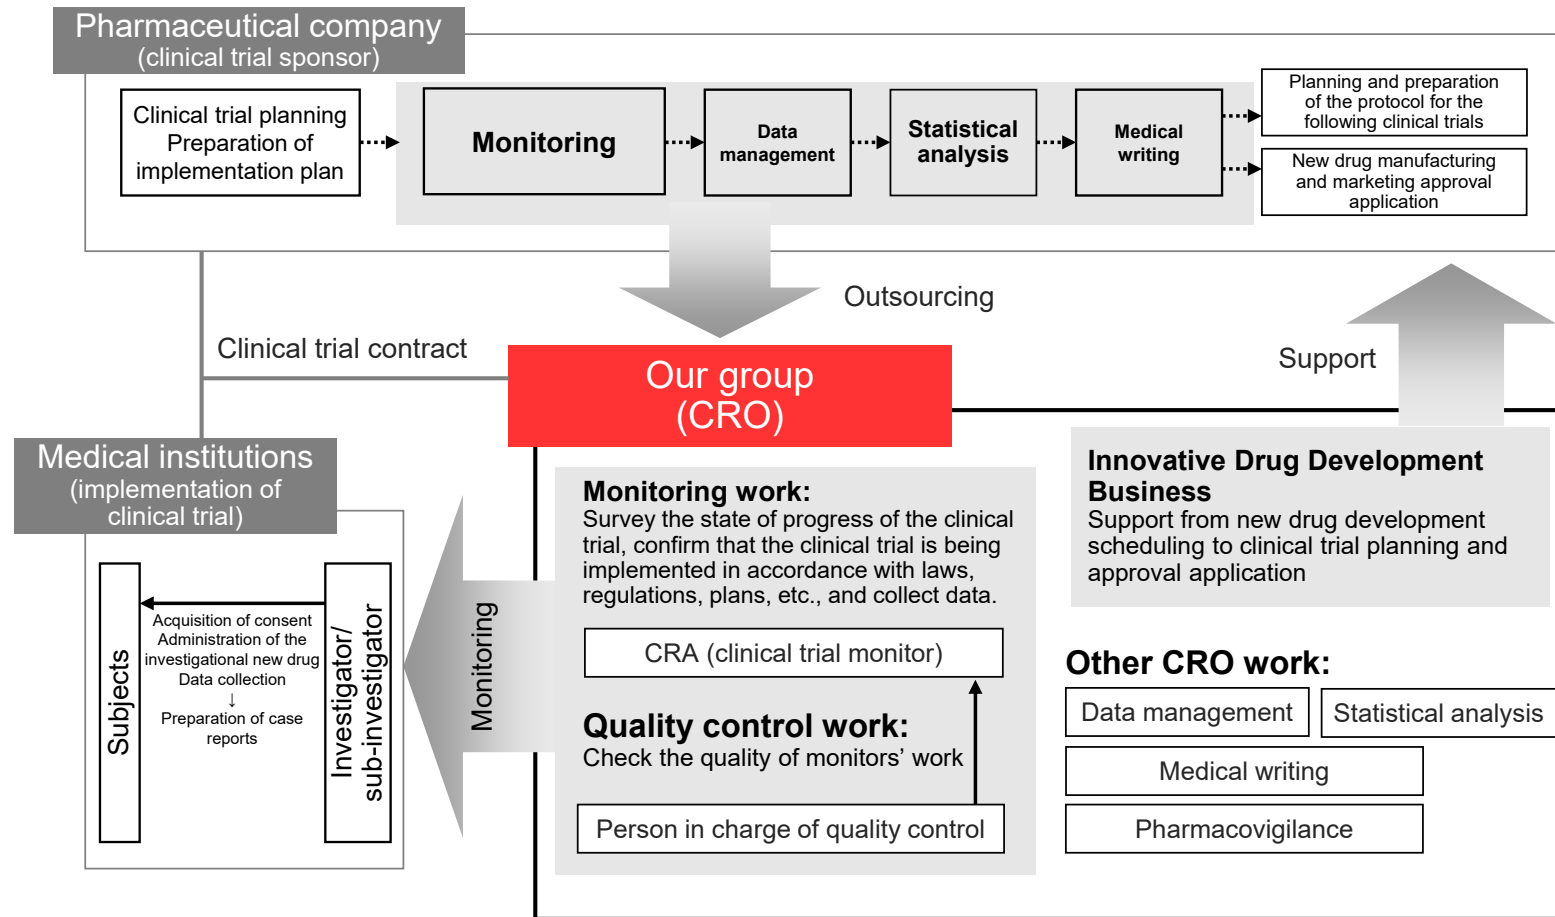 Pharmaceutical company
(clinical trial sponsor)
Clinical trial planning
Preparation of
implementation plan
Monitoring
Data
management
Statistical
analysis
Medical
writing
Planning and preparation
of the protocol for the
following clinical trials
New drug manufacturing
and marketing approval
application
Outsourcing
Clinical trial contract
Support
Our group
(CRO)
Medical institutions
(implementation of
clinical trial)
Subjects
Acquisition of consent
Administration of the
investigational new drug
Data collection
↓
Preparation of case
reports
Investigator/
sub-investigator
Monitoring
Monitoring work:
Survey the state of progress of the clinical
trial, confirm that the clinical trial is being
implemented in accordance with laws,
regulations, plans, etc., and collect data.
CRA (clinical trial monitor)
Quality control work:
Check the quality of monitors’ work
Person in charge of quality control
Innovative Drug Development
Business
Support from new drug development
scheduling to clinical trial planning and
approval application
Other CRO work:
Data management
Statistical analysis
Medical writing
Pharmacovigilance